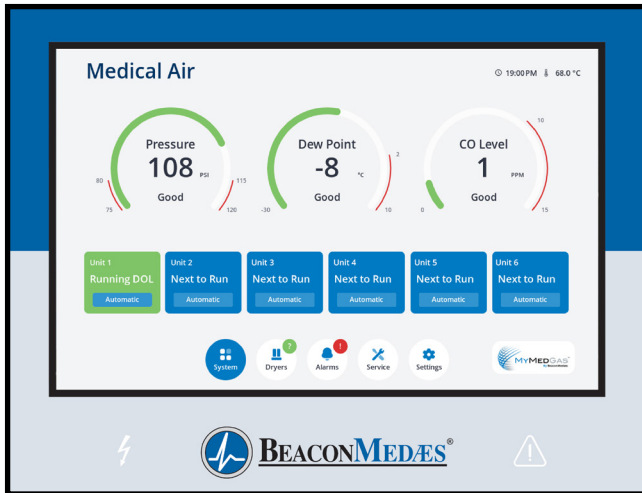 Medical Air
19:00PM 68.0 °C
Pressure
108 PSI
Good
80
75
115
120
Dew Point
-8 °C
Good
-30
2
10
CO Level
1 PPM
Good
0
10
15
Unit 1
Running DOL
Automatic
Unit 2
Next to Run
Automatic
Unit 3
Next to Run
Automatic
Unit 4
Next to Run
Automatic
Unit 5
Next to Run
Automatic
Unit 6
Next to Run
Automatic
System
?
Dryers
!
Alarms
Service
Settings
MYMEDGAS®
By BeaconMedaes
BEACONMEDÆS®